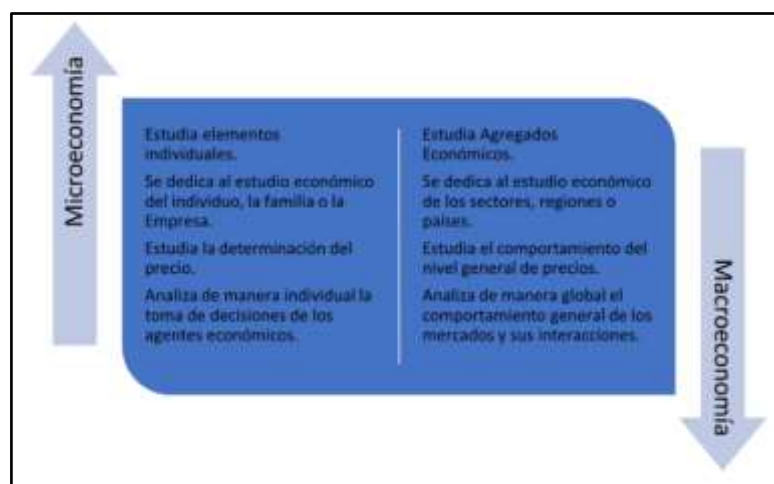 Microeconomía
Estudia elementos
individuales.
Se dedica al estudio económico
del individuo, la familia o la
Empresa.
Estudia la determinación del
precio.
Analiza de manera individual la
toma de decisiones de los
agentes económicos.
Estudia Agregados
Económicos.
Se dedica al estudio económico
de los sectores, regiones o
países.
Estudia el comportamiento del
nivel general de precios.
Analiza de manera global el
comportamiento general de los
mercados y sus interacciones.
Macroeconomía